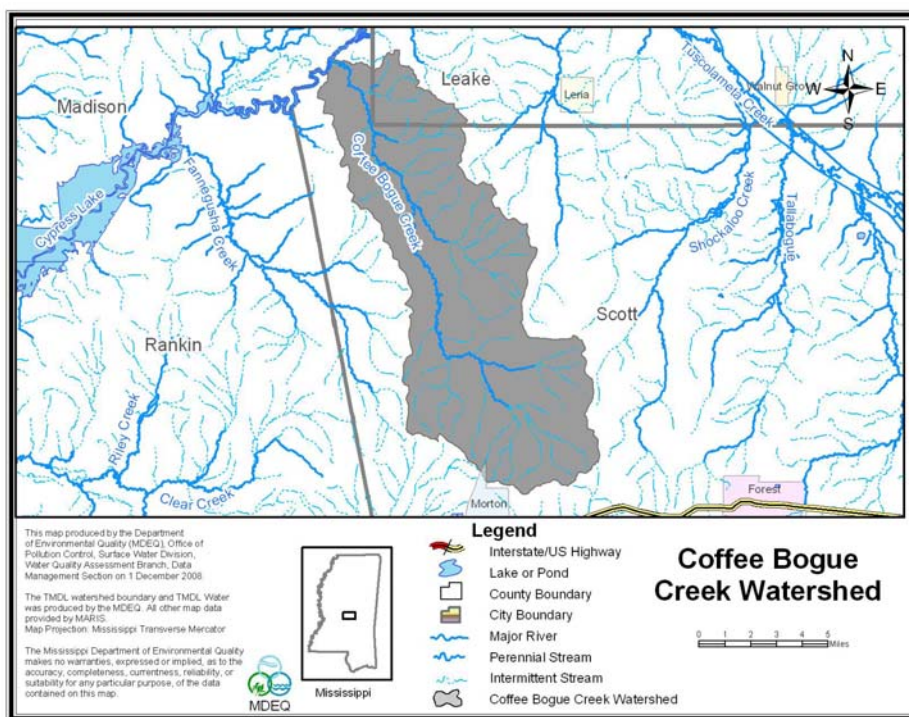 Madison
Leake
Lena
Walnut Gro
Tuscolameta Creek
N
W
E
S
Cypress Lake
Fannegusha Creek
Coffee Bogue Creek
Shockaloo Creek
Tallabogue
Rankin
Scott
Riley Creek
Clear Creek
Morton
Forest
This map produced by the Department
of Environmental Quality (MDEQ), Office of
Pollution Control, Surface Water Division,
Water Quality Assessment Branch, Data
Management Section on 1 December 2008.
The TMDL watershed boundary and TMDL Water
was produced by the MDEQ. All other map data
provided by MARIS.
Map Projection: Mississippi Transverse Mercator
The Mississippi Department of Environmental Quality
makes no warranties, expressed or implied, as to the
accuracy, completeness, currentness, reliability, or
suitability for any particular purpose, of the data
contained on this map.
MDEQ
Mississippi
Legend
Interstate/US Highway
Lake or Pond
County Boundary
City Boundary
Major River
Perennial Stream
Intermittent Stream
Coffee Bogue Creek Watershed
Coffee Bogue
Creek Watershed
0 1 2 3 4 5
Miles